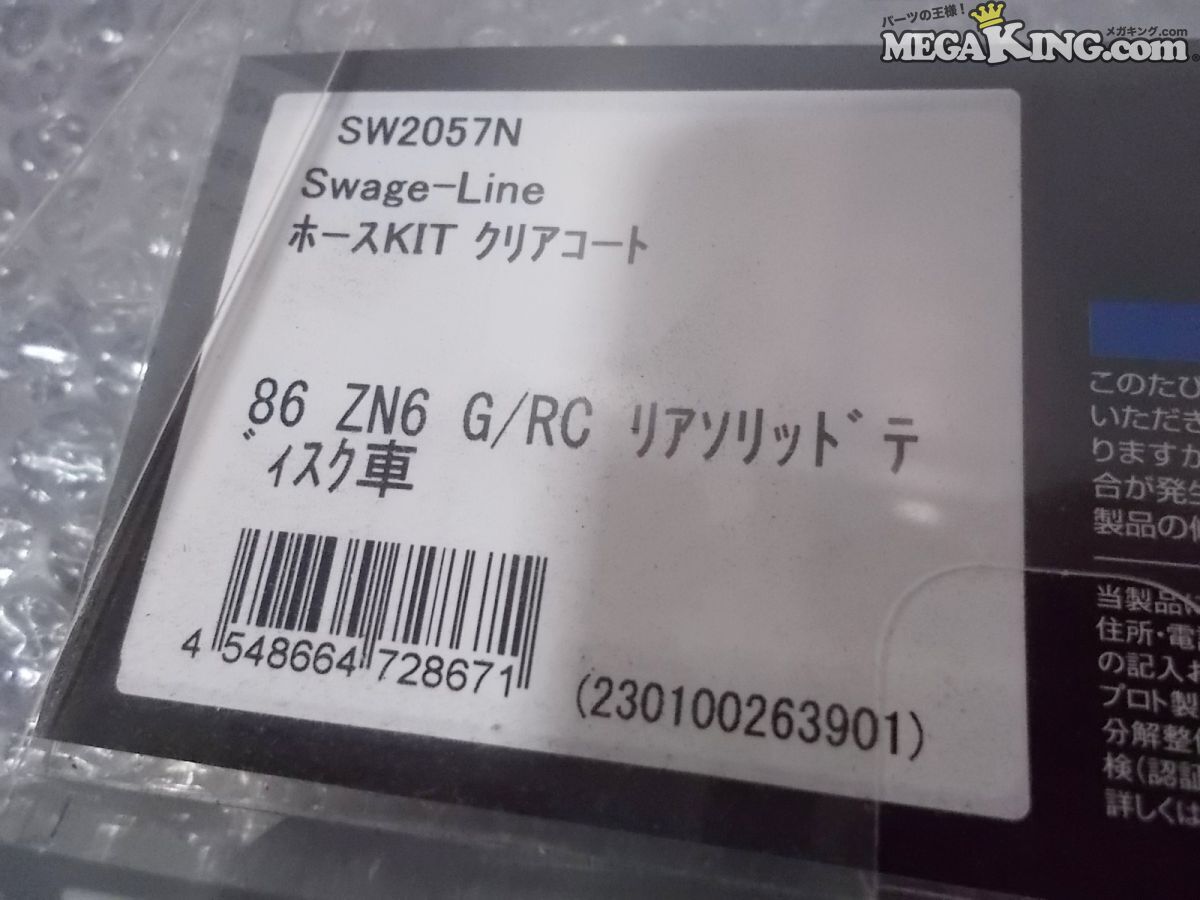 パーツの王様!
メガキング.com
MEGAKING.com
SW2057N
Swage-Line
ホースKIT クリアコート
86 ZN6 G/RC リアソリッドテ
ﾞィスク車
4 548664 728671
(230100263901)
このたび
いただき
りますが
合が発生
製品の
当製品
住所・電
の記入
プロト製
分解整
検(認証
詳しくは